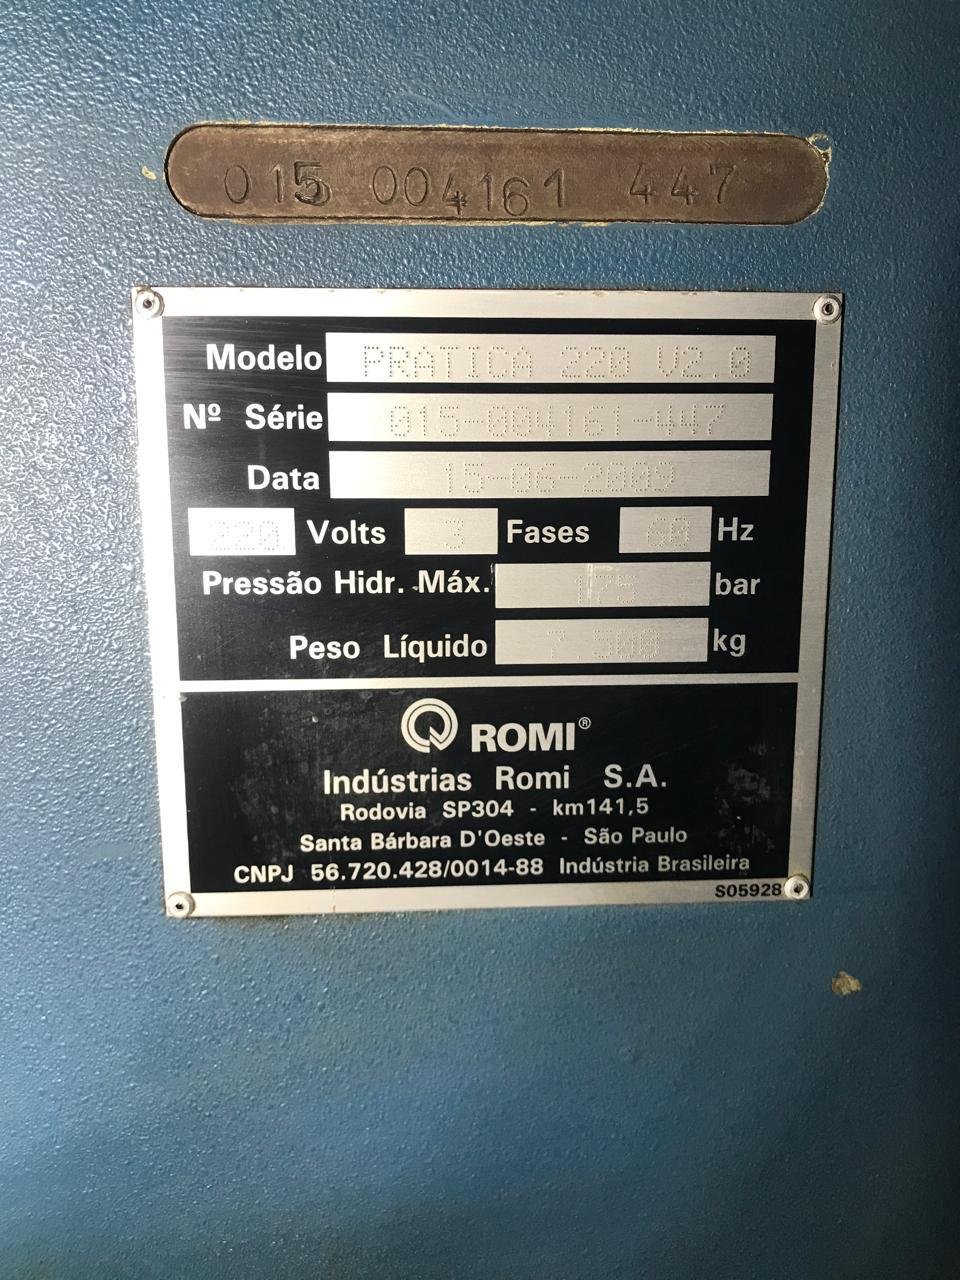 015 004161 447
Modelo PRATICA 220 V2.0
Nº Série 015-004161-447
Data 15-06-2009
220 Volts 3 Fases 60 Hz
Pressão Hidr. Máx. 175 bar
Peso Líquido 7.500 kg
ROMI®
Indústrias Romi S.A.
Rodovia SP304 - km141,5
Santa Bárbara D'Oeste - São Paulo
CNPJ 56.720.428/0014-88 Indústria Brasileira
S05928